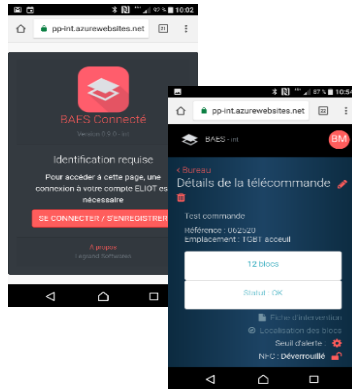 10:02
pp-int.azurewebsites.net
BAES Connecté
Identification requise
Pour accéder à cette page, une
connexion à votre compte ELIOT es
nécessaire
SE CONNECTER / S'ENREGISTRER
A propos
87 % 10:54
pp-int.azurewebsites.net
BAES - int
BM
< Bureau
Détails de la télécommande
Test commande
Référence : 062520
Emplacement : TGBT acceuil
12 blocs
Statut : OK
Fiche d'intervention
Localisation des blocs
Seuil d'alerte :
NFC : Déverrouillé